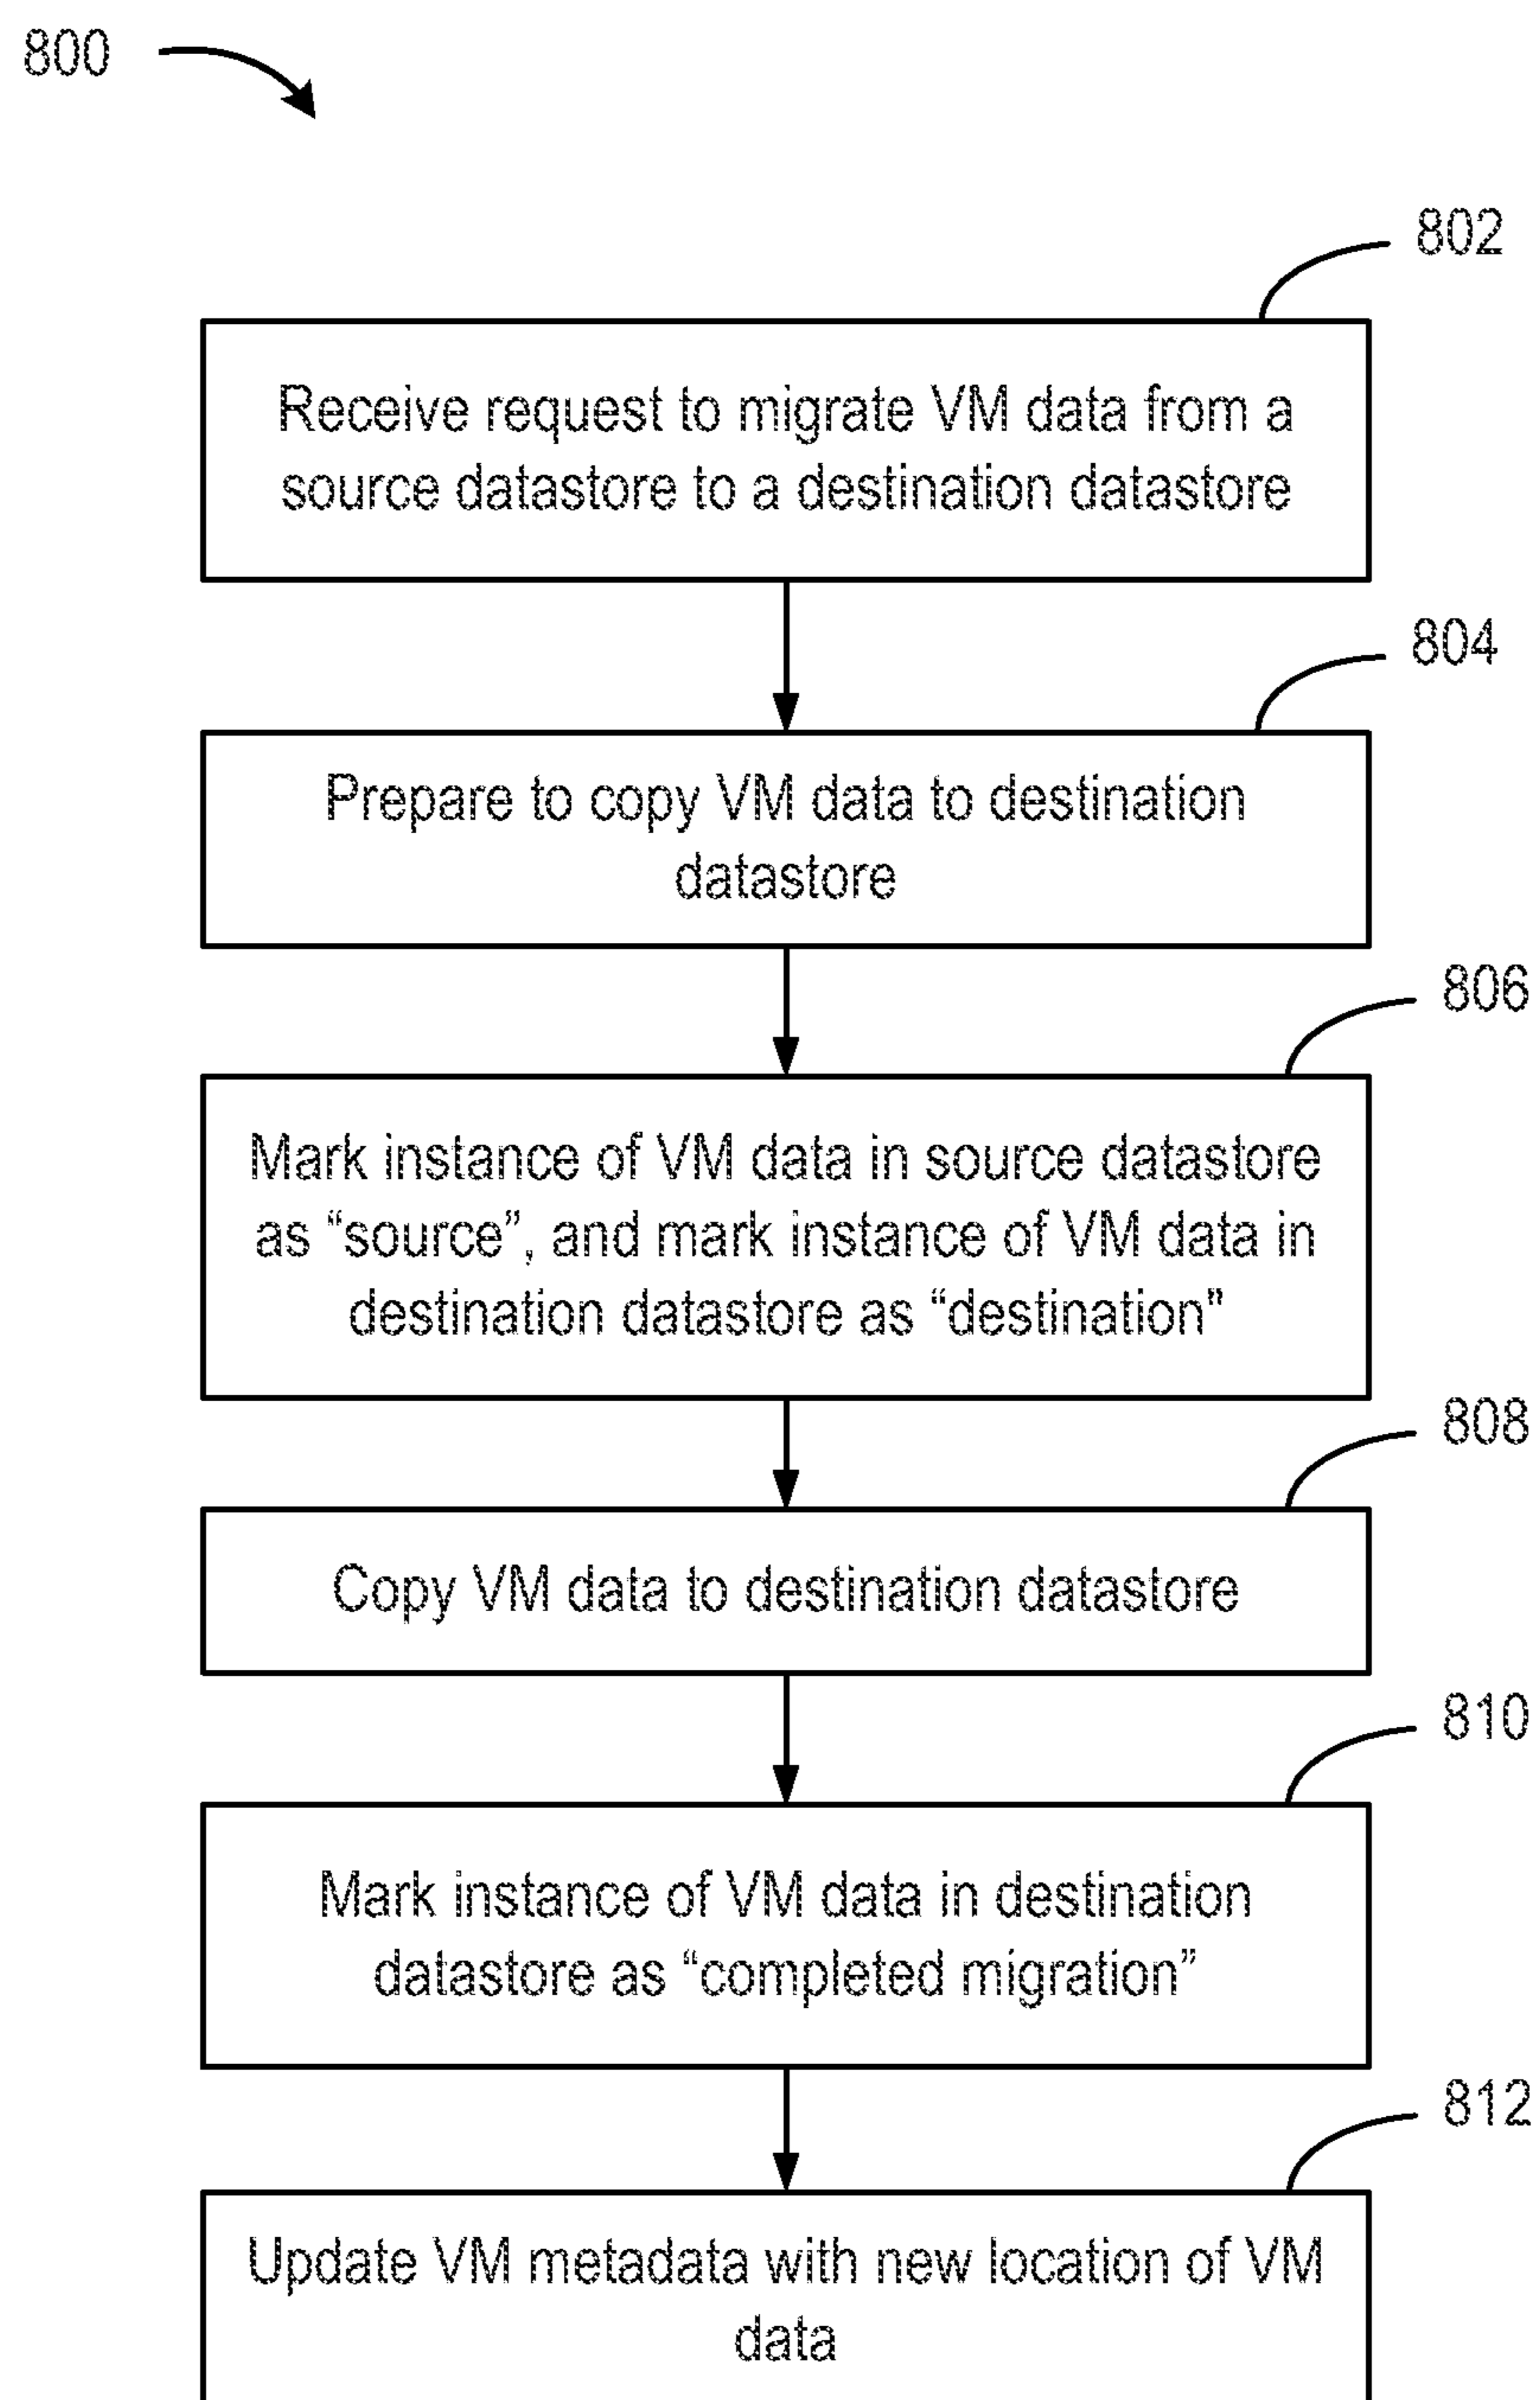 800
802
Receive request to migrate VM data from a
source datastore to a destination datastore
804
Prepare to copy VM data to destination
datastore
806
Mark instance of VM data in source datastore
as “source”, and mark instance of VM data in
destination datastore as “destination"
808
Copy VM data to destination datastore
810
Mark instance of VM data in destination
datastore as “completed migration”
812
Update VM metadata with new location of VM
data